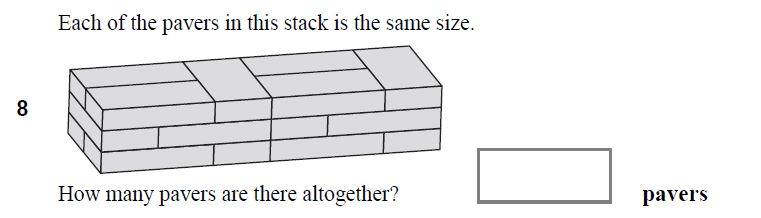 Each of the pavers in this stack is the same size.
8
How many pavers are there altogether?
pavers